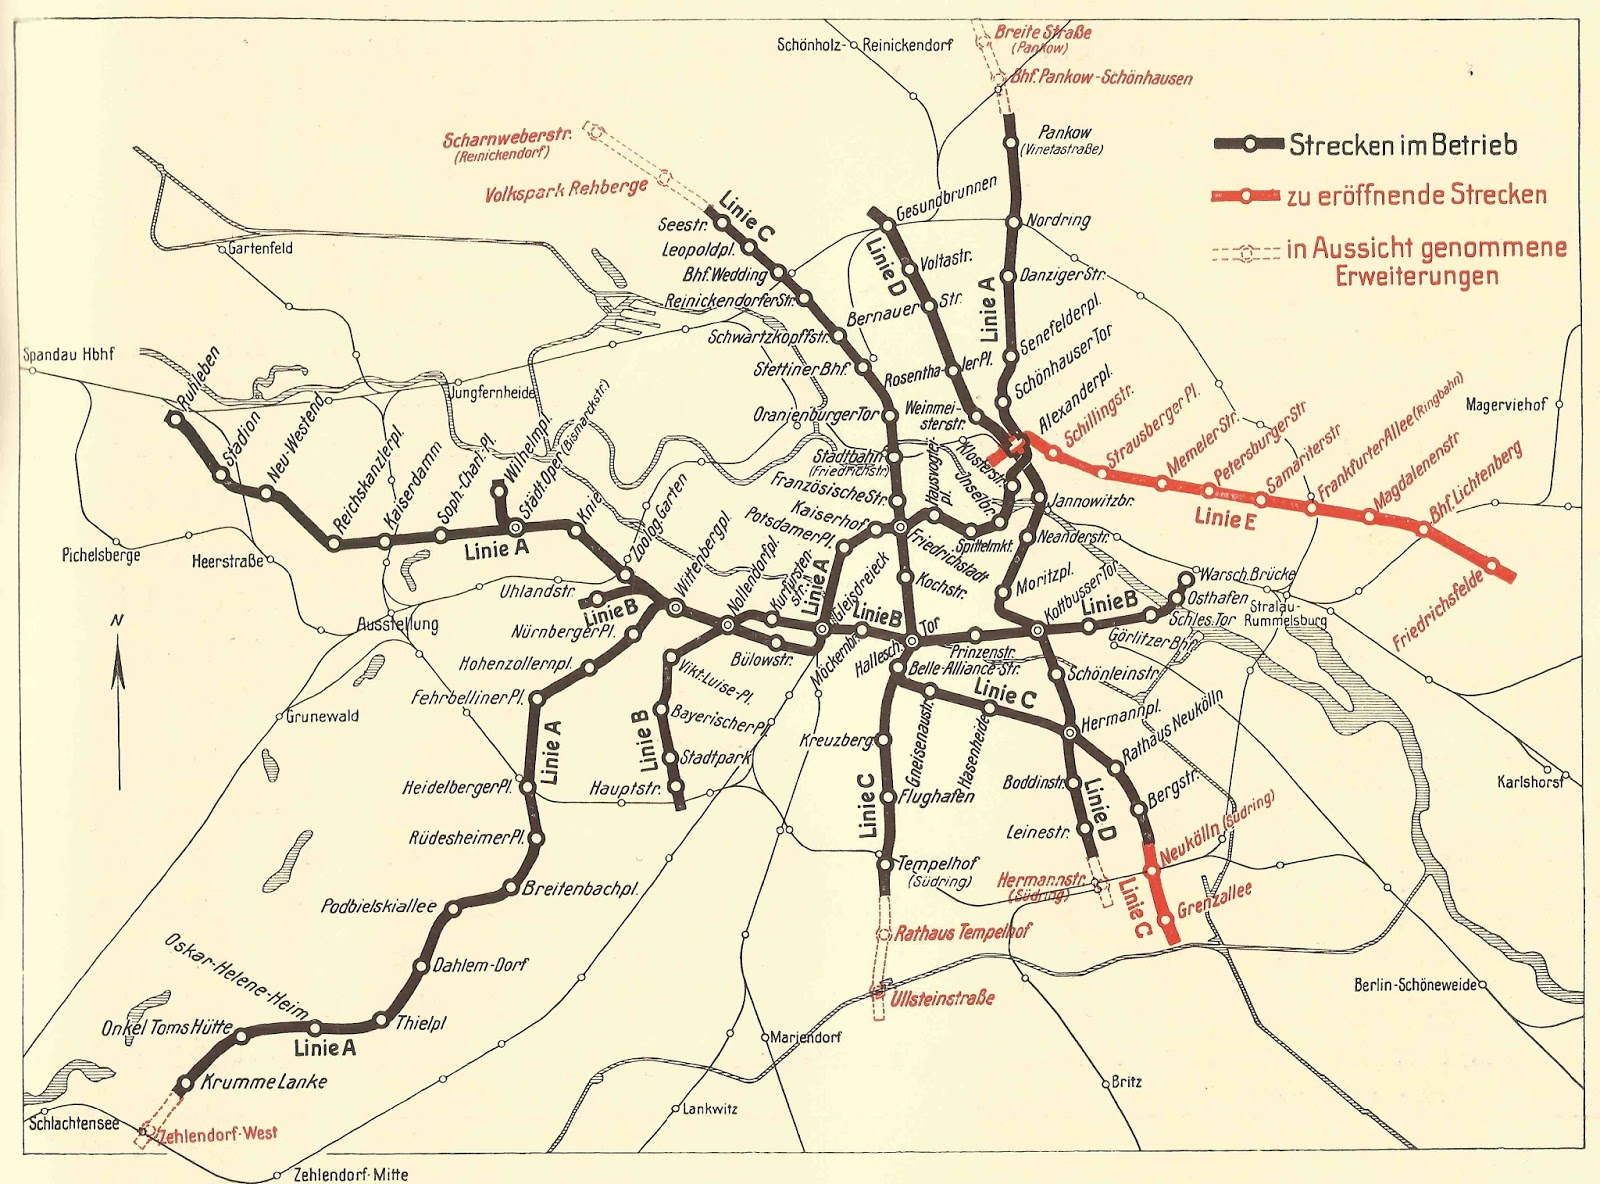 Breite Straße
(Pankow)
Schönholz-Reinickendorf
Bhf. Pankow-Schönhausen
Scharnweberstr.
(Reinickendorf)
Pankow
(Vinetastraße)
Strecken im Betrieb
Volkspark Rehberge
zu eröffnende Strecken
in Aussicht genommene
Erweiterungen
Linie C
Seestr.
Leopoldpl.
Bhf. Wedding
Reinickendorfer Str.
Schwartzkopffstr.
Stettiner Bhf.
Oranienburger Tor
Stadtbahn
(Friedrichstr.)
Französische Str.
Gesundbrunnen
Linie D
Voltastr.
Bernauer Str.
Rosenthaler Pl.
Weinmei-
sterstr.
Nordring
Danziger Str.
Linie A
Senefelderpl.
Schönhauser Tor
Alexanderpl.
Schillingstr.
Strausberger Pl.
Memeler Str.
Petersburger Str
Samariterstr
Frankfurter Allee (Ringbahn)
Magdalenenstr
Bhf. Lichtenberg
Friedrichsfelde
Linie E
Magerviehof
Gartenfeld
Spandau Hbhf
Jungfernheide
Ruhleben
Stadion
Neu-Westend
Reichskanzlerpl.
Kaiserdamm
Soph.-Charl.-Pl.
Wilhelmpl.
Städtoper (Bismarckstr.)
Linie A
Knie
Zoolog. Garten
Wittenbergpl.
Nollendorfpl.
Kurfürsten-
str.
Potsdamer Pl.
Kaiserhof
Hausvogtei-
pl.
Spittelmkt.
Inselbr.
Klosterstr.
Jannowitzbr.
Neanderstr.
Moritzpl.
Kottbusser Tor
Friedrichstadt
Kochstr.
Linie A
Gleisdreieck
Linie B
Möckernbr.
Hallesch. Tor
Prinzenstr.
Belle-Alliance-Str.
Linie B
Görlitzer Bhf.
Schles. Tor
Osthafen
Warsch. Brücke
Stralau-
Rummelsburg
Pichelsberge
Heerstraße
Ausstellung
Grunewald
Uhlandstr.
Linie B
Nürnberger Pl.
Hohenzollernpl.
Fehrbelliner Pl.
Linie A
Heidelberger Pl.
Rüdesheimer Pl.
Breitenbachpl.
Podbielskiallee
Dahlem-Dorf
Thielpl
Oskar-Helene-Heim
Onkel Toms Hütte
Linie A
Krumme Lanke
Zehlendorf-West
Schlachtensee
Zehlendorf-Mitte
N
Bülowstr.
Vikt.-Luise-Pl.
Bayerischer Pl.
Linie B
Stadtpark
Hauptstr.
Kreuzberg
Linie C
Flughafen
Tempelhof
(Südring)
Rathaus Tempelhof
Ullsteinstraße
Gneisenaustr.
Hasenheide
Linie C
Schönleinstr.
Hermannpl.
Rathaus Neukölln
Bergstr.
Boddinstr.
Linie D
Leinestr.
Hermannstr.
(Südring)
Neukölln (Südring)
Linie C
Grenzallee
Karlshorst
Berlin-Schöneweide
Mariendorf
Lankwitz
Britz